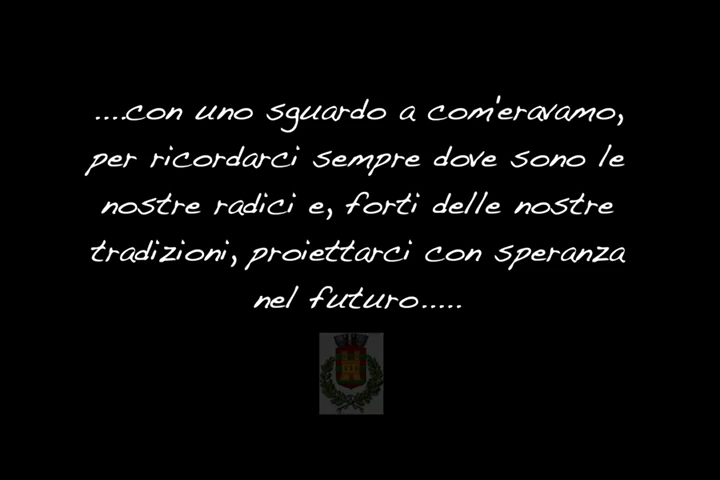 ....con uno sguardo a com'eravamo,
per ricordarci sempre dove sono le
nostre radici e, forti delle nostre
tradizioni, proiettarci con speranza
nel futuro.....